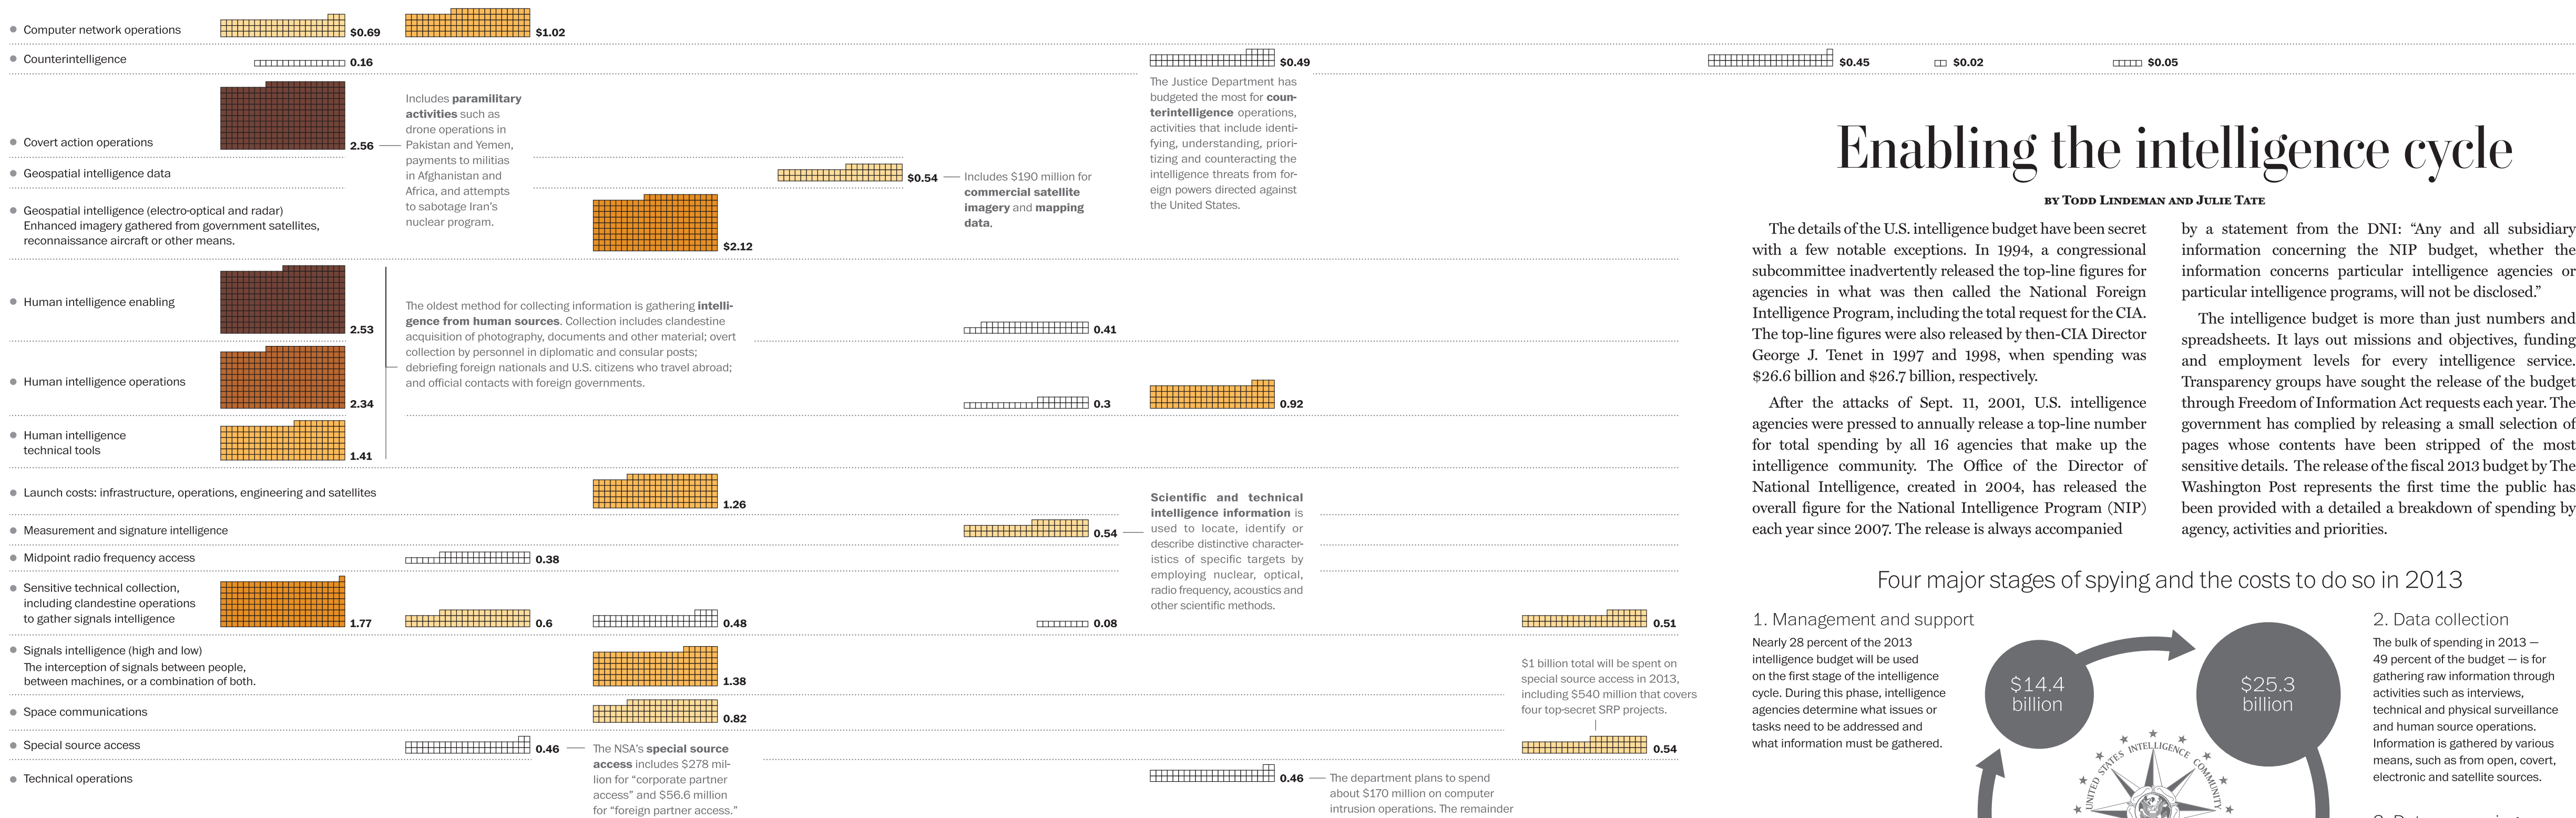 Computer network operations
$0.69
$1.02
Counterintelligence
0.16
$0.49
$0.45
$0.02
$0.05
Covert action operations
2.56
Includes paramilitary
activities such as
drone operations in
Pakistan and Yemen,
payments to militias
in Afghanistan and
Africa, and attempts
to sabotage Iran’s
nuclear program.
The Justice Department has
budgeted the most for coun-
terintelligence operations,
activities that include identi-
fying, understanding, priori-
tizing and counteracting the
intelligence threats from for-
eign powers directed against
the United States.
Geospatial intelligence data
$0.54
Includes $190 million for
commercial satellite
imagery and mapping
data.
Geospatial intelligence (electro-optical and radar)
Enhanced imagery gathered from government satellites,
reconnaissance aircraft or other means.
$2.12
Human intelligence enabling
2.53
The oldest method for collecting information is gathering intelli-
gence from human sources. Collection includes clandestine
acquisition of photography, documents and other material; overt
collection by personnel in diplomatic and consular posts;
debriefing foreign nationals and U.S. citizens who travel abroad;
and official contacts with foreign governments.
0.41
Human intelligence operations
2.34
0.3
0.92
Human intelligence
technical tools
1.41
Launch costs: infrastructure, operations, engineering and satellites
1.26
Measurement and signature intelligence
0.54
Scientific and technical
intelligence information is
used to locate, identify or
describe distinctive character-
istics of specific targets by
employing nuclear, optical,
radio frequency, acoustics and
other scientific methods.
Midpoint radio frequency access
0.38
Sensitive technical collection,
including clandestine operations
to gather signals intelligence
1.77
0.6
0.48
0.08
0.51
Signals intelligence (high and low)
The interception of signals between people,
between machines, or a combination of both.
1.38
$1 billion total will be spent on
special source access in 2013,
including $540 million that covers
four top-secret SRP projects.
Space communications
0.82
Special source access
0.46
The NSA’s special source
access includes $278 mil-
lion for “corporate partner
access” and $56.6 million
for “foreign partner access.”
0.54
Technical operations
0.46
The department plans to spend
about $170 million on computer
intrusion operations. The remainder
Enabling the intelligence cycle
BY TODD LINDEMAN AND JULIE TATE
The details of the U.S. intelligence budget have been secret
with a few notable exceptions. In 1994, a congressional
subcommittee inadvertently released the top-line figures for
agencies in what was then called the National Foreign
Intelligence Program, including the total request for the CIA.
The top-line figures were also released by then-CIA Director
George J. Tenet in 1997 and 1998, when spending was
$26.6 billion and $26.7 billion, respectively.
After the attacks of Sept. 11, 2001, U.S. intelligence
agencies were pressed to annually release a top-line number
for total spending by all 16 agencies that make up the
intelligence community. The Office of the Director of
National Intelligence, created in 2004, has released the
overall figure for the National Intelligence Program (NIP)
each year since 2007. The release is always accompanied
by a statement from the DNI: “Any and all subsidiary
information concerning the NIP budget, whether the
information concerns particular intelligence agencies or
particular intelligence programs, will not be disclosed.”
The intelligence budget is more than just numbers and
spreadsheets. It lays out missions and objectives, funding
and employment levels for every intelligence service.
Transparency groups have sought the release of the budget
through Freedom of Information Act requests each year. The
government has complied by releasing a small selection of
pages whose contents have been stripped of the most
sensitive details. The release of the fiscal 2013 budget by The
Washington Post represents the first time the public has
been provided with a detailed a breakdown of spending by
agency, activities and priorities.
Four major stages of spying and the costs to do so in 2013
1. Management and support
Nearly 28 percent of the 2013
intelligence budget will be used
on the first stage of the intelligence
cycle. During this phase, intelligence
agencies determine what issues or
tasks need to be addressed and
what information must be gathered.
$14.4
billion
$25.3
billion
UNITED STATES INTELLIGENCE COMMUNITY
2. Data collection
The bulk of spending in 2013 —
49 percent of the budget — is for
gathering raw information through
activities such as interviews,
technical and physical surveillance
and human source operations.
Information is gathered by various
means, such as from open, covert,
electronic and satellite sources.